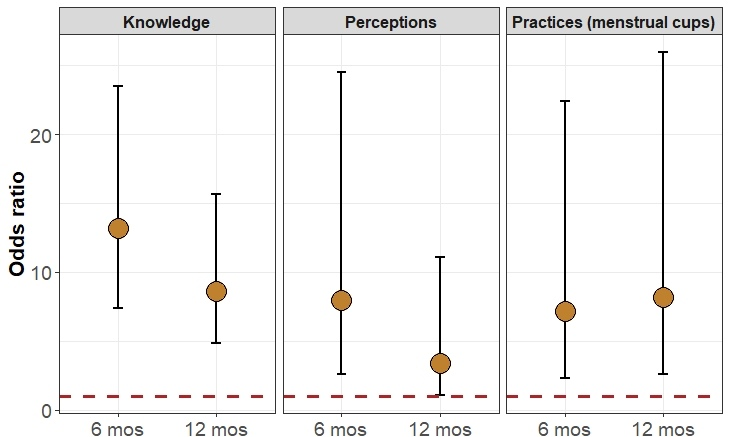 Knowledge Perceptions Practices (menstrual cups)
Odds ratio
20
10
0
6 mos 12 mos 6 mos 12 mos 6 mos 12 mos